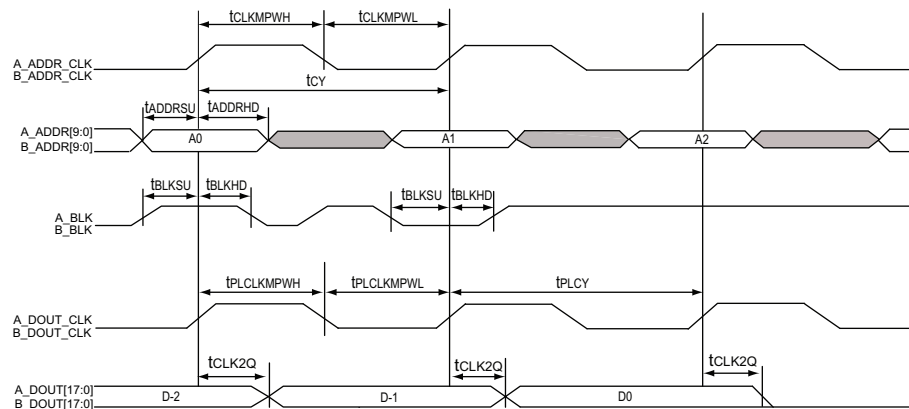 tCLKMPWH tCLKMPWL
A_ADDR_CLK
B_ADDR_CLK
tCY
tADDRSU tADDRHD
A_ADDR[9:0]
B_ADDR[9:0]
A0 A1 A2
tBLKSU tBLKHD tBLKSU tBLKHD
A_BLK
B_BLK
tPLCLKMPWH tPLCLKMPWL tPLCY
A_DOUT_CLK
B_DOUT_CLK
tCLK2Q tCLK2Q tCLK2Q
A_DOUT[17:0]
B_DOUT[17:0]
D-2 D-1 D0